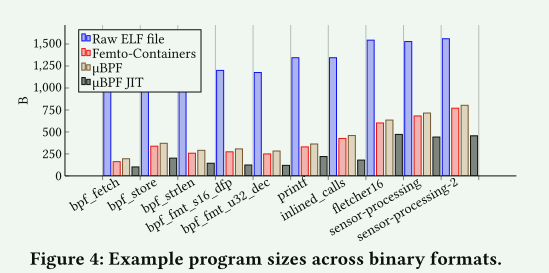 Raw ELF file
Femto-Containers
µBPF
µBPF JIT
1,500
1,250
1,000
750
500
250
0
B
bpf_fetch
bpf_store
bpf_strlen
bpf_fmt_s16_dfp
bpf_fmt_u32_dec
printf
inlined_calls
fletcher16
sensor-processing
sensor-processing-2
Figure 4: Example program sizes across binary formats.